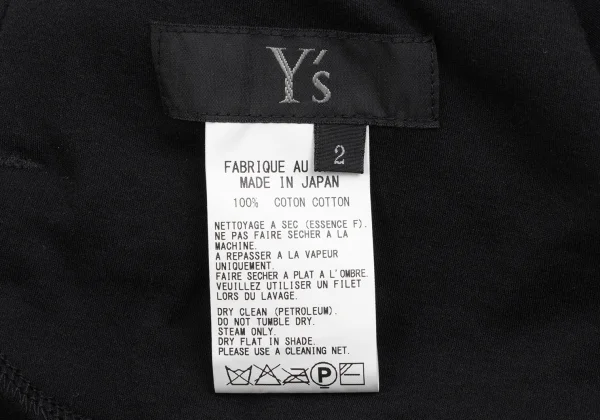 Y's
2
FABRIQUE AU
MADE IN JAPAN
100% COTON COTTON
NETTOYAGE A SEC (ESSENCE F).
NE PAS FAIRE SECHER A LA
MACHINE.
A REPASSER A LA VAPEUR
UNIQUEMENT.
FAIRE SECHER A PLAT A L'OMBRE.
VEUILLEZ UTILISER UN FILET
LORS DU LAVAGE.
DRY CLEAN (PETROLEUM).
DO NOT TUMBLE DRY.
STEAM ONLY.
DRY FLAT IN SHADE.
PLEASE USE A CLEANING NET.
P